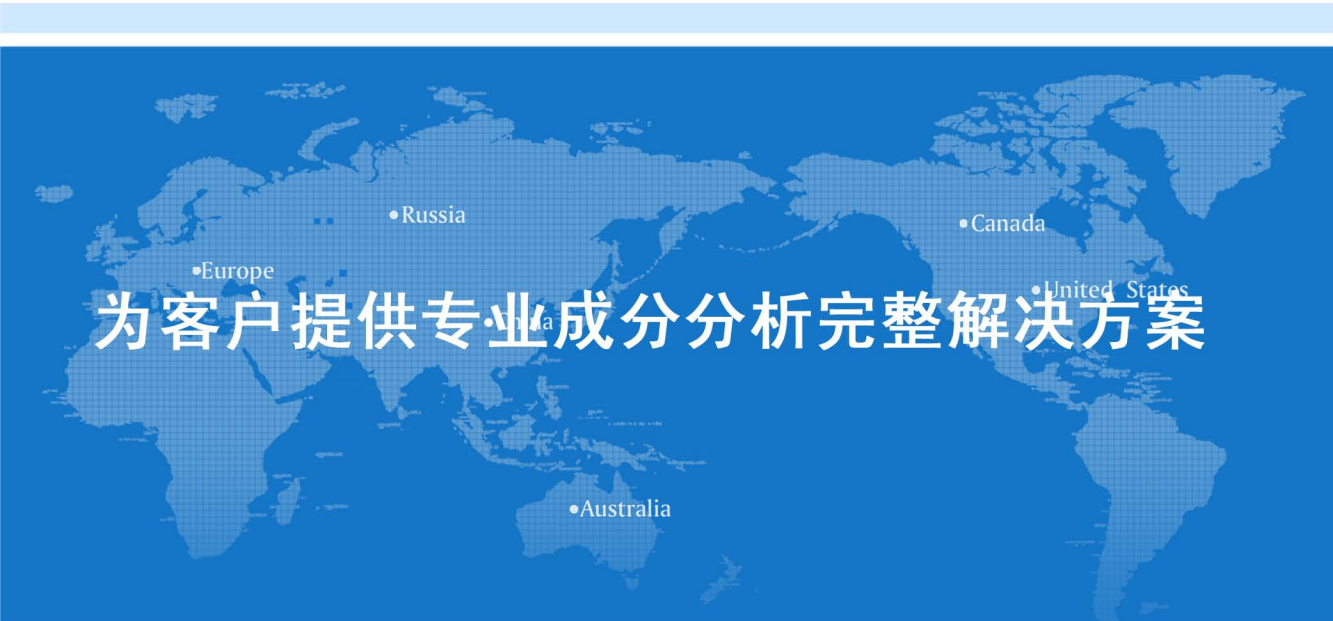 Russia
Canada
Europe
United States
为客户提供专业成分分析完整解决方案
China
Australia